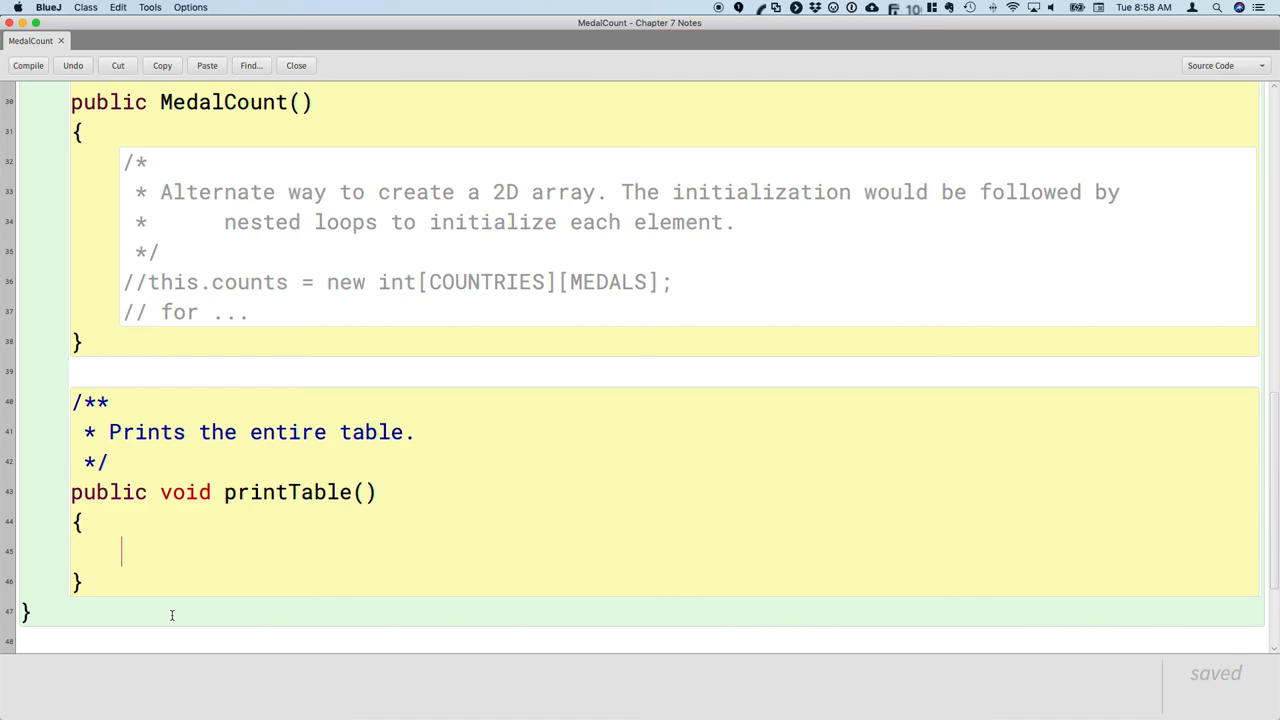 BlueJ Class Edit Tools Options Tue 8:58 AM
MedalCount - Chapter 7 Notes
MedalCount ×
Compile Undo Cut Copy Paste Find... Close Source Code
30 public MedalCount()
31 {
32 /*
33 * Alternate way to create a 2D array. The initialization would be followed by
34 * nested loops to initialize each element.
35 */
36 //this.counts = new int[COUNTRIES][MEDALS];
37 // for ...
38 }
39
40 /**
41 * Prints the entire table.
42 */
43 public void printTable()
44 {
45
46 }
47 }
48
saved